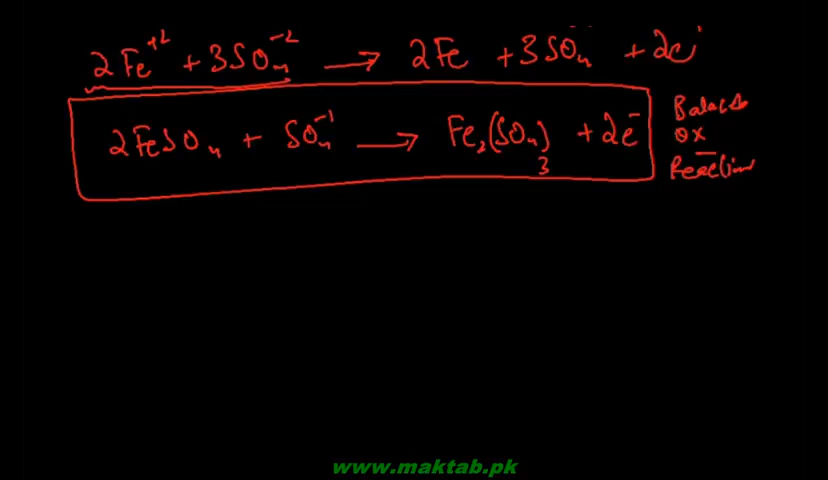 2Fe⁺² + 3SO₄⁻² → 2Fe + 3SO₄ + 2e
2FeSO₄ + SO₄⁻¹ → Fe₂(SO₄)₃ + 2e⁻
OX
Reaction
www.maktab.pk